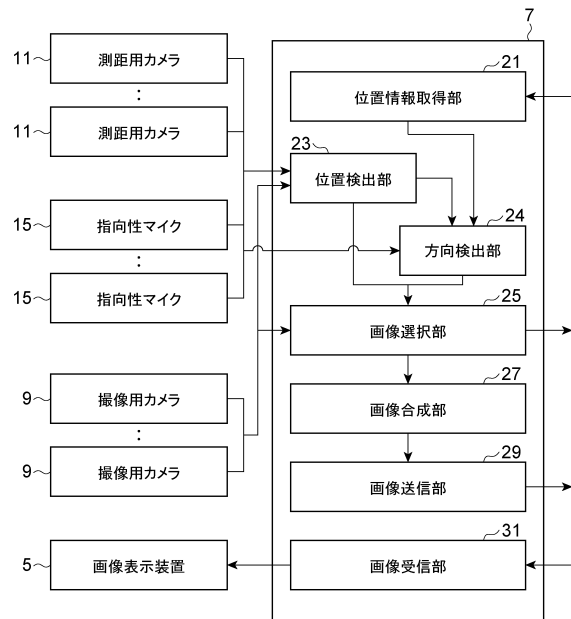 7
11 測距用カメラ
21
位置情報取得部
11 測距用カメラ
23
位置検出部
15 指向性マイク
24
方向検出部
15 指向性マイク
25
画像選択部
9 撮像用カメラ
27
画像合成部
9 撮像用カメラ
29
画像送信部
31
5 画像表示装置
画像受信部